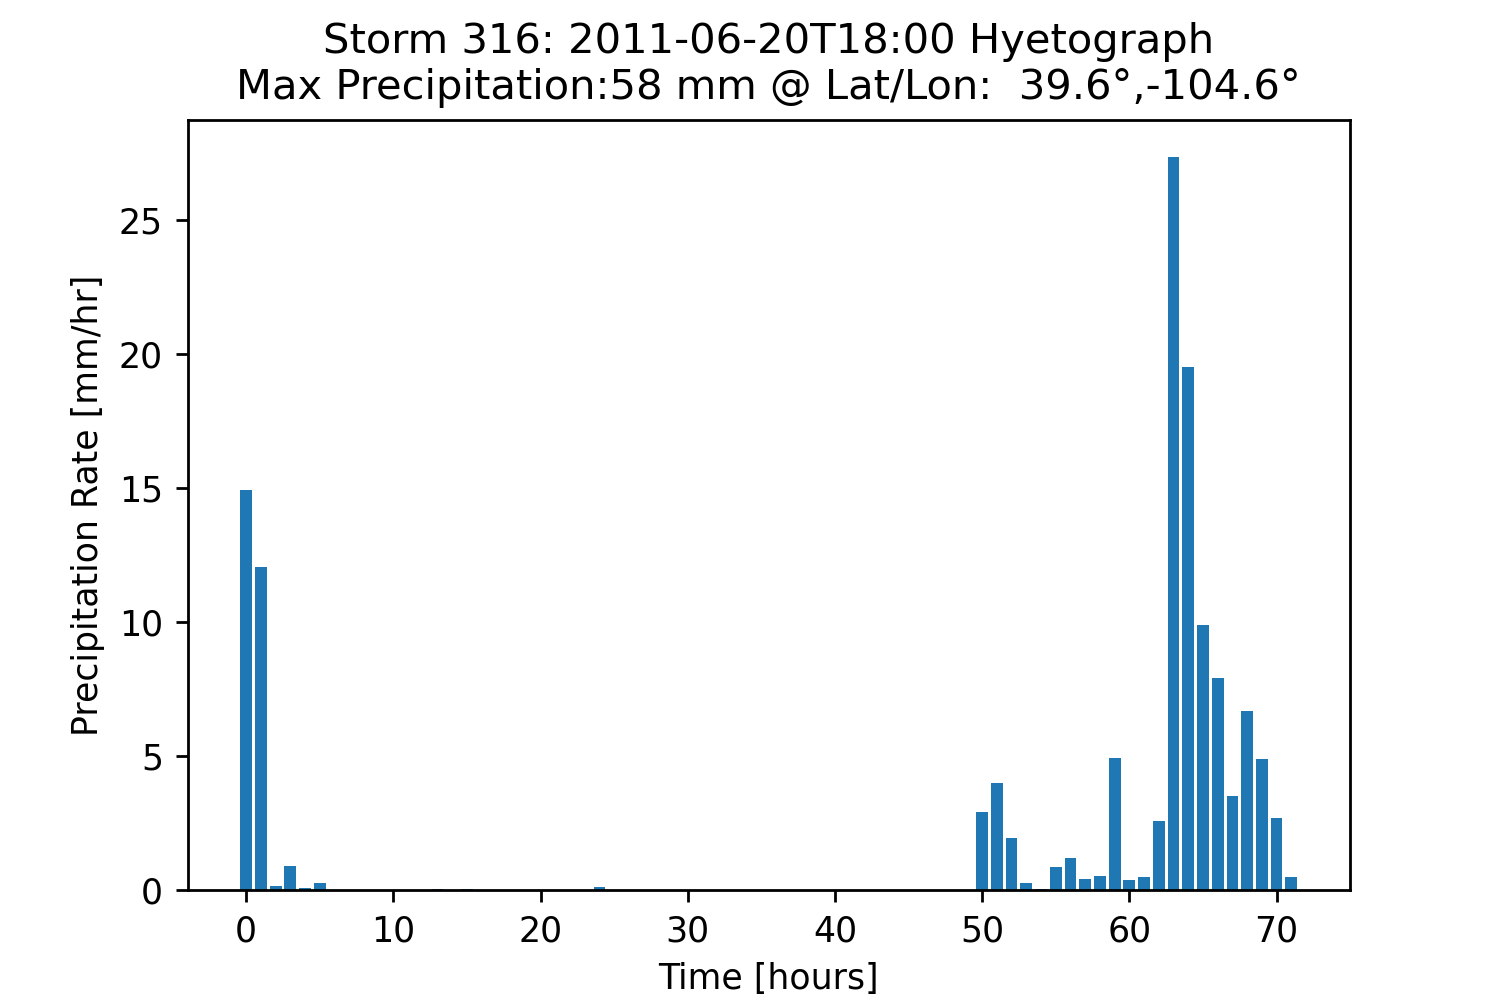 Storm 316: 2011-06-20T18:00 Hyetograph
Max Precipitation:58 mm @ Lat/Lon:  39.6°,-104.6°
Precipitation Rate [mm/hr]
25
20
15
10
5
0
0 10 20 30 40 50 60 70
Time [hours]